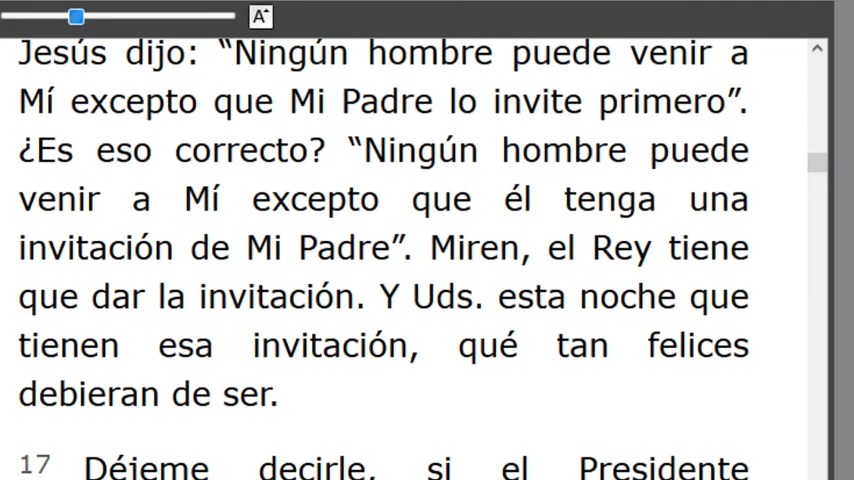 A
Jesús dijo: “Ningún hombre puede venir a
Mí excepto que Mi Padre lo invite primero”.
¿Es eso correcto? “Ningún hombre puede
venir a Mí excepto que él tenga una
invitación de Mi Padre”. Miren, el Rey tiene
que dar la invitación. Y Uds. esta noche que
tienen esa invitación, qué tan felices
debieran de ser.
17 Déjeme decirle, si el Presidente